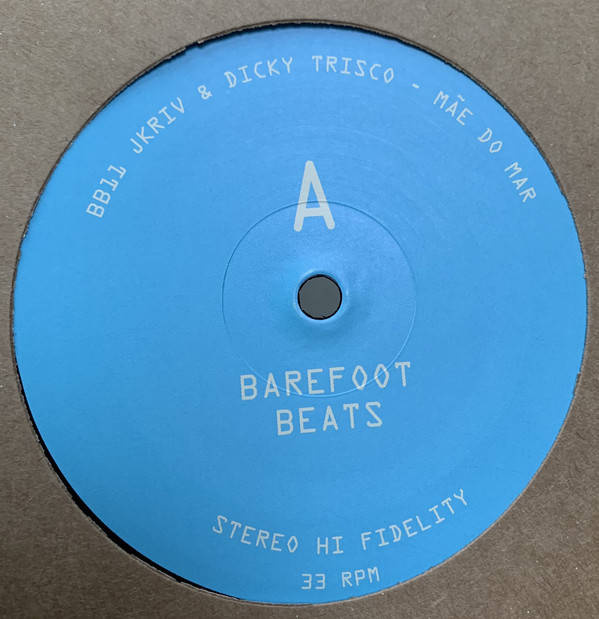 BB11 JKRIV & DICKY TRISCO - MÃE DO MAR
A
BAREFOOT
BEATS
STEREO HI FIDELITY
33 RPM